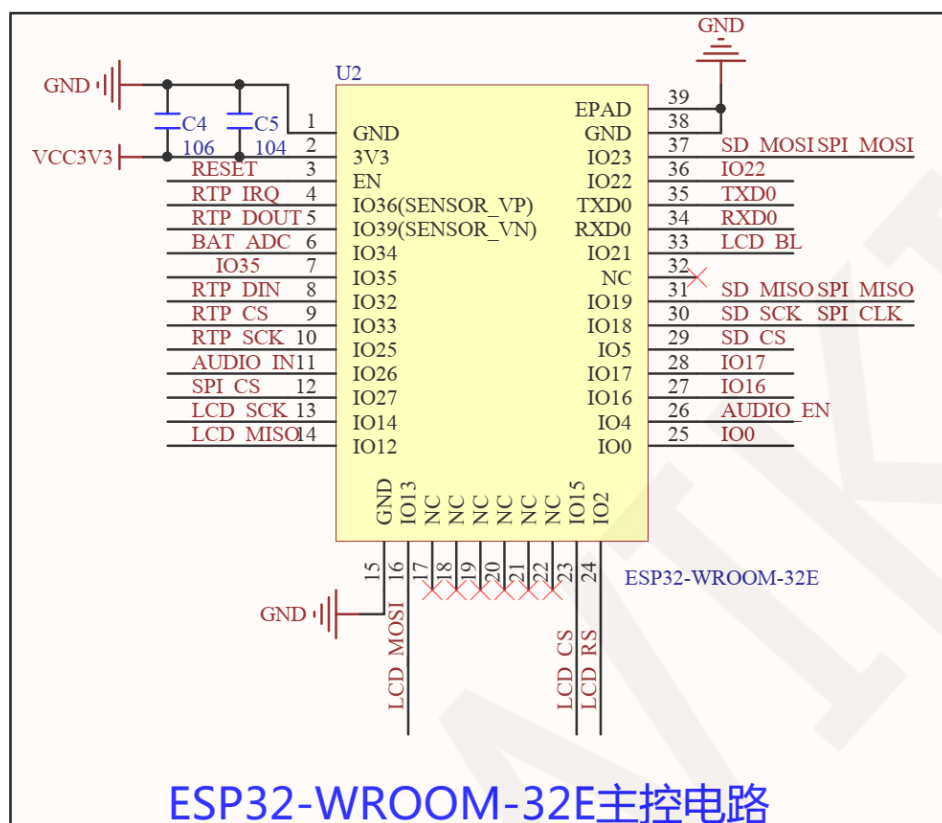 GND
GND
U2
C4
106
C5
104
VCC3V3
1 GND
2 3V3
RESET 3 EN
RTP_IRQ 4 IO36(SENSOR_VP)
RTP_DOUT 5 IO39(SENSOR_VN)
BAT_ADC 6 IO34
IO35 7 IO35
RTP_DIN 8 IO32
RTP_CS 9 IO33
RTP_SCK 10 IO25
AUDIO_IN 11 IO26
SPI_CS 12 IO27
LCD_SCK 13 IO14
LCD_MISO 14 IO12
EPAD 39
GND 38
IO23 37 SD_MOSI SPI_MOSI
IO22 36 IO22
TXD0 35 TXD0
RXD0 34 RXD0
IO21 33 LCD_BL
NC 32
IO19 31 SD_MISO SPI_MISO
IO18 30 SD_SCK SPI_CLK
IO5 29 SD_CS
IO17 28 IO17
IO16 27 IO16
IO4 26 AUDIO_EN
IO0 25 IO0
GND 15 GND
IO13 16 LCD_MOSI
NC 17
NC 18
NC 19
NC 20
NC 21
NC 22
IO15 23 LCD_CS
IO2 24 LCD_RS
ESP32-WROOM-32E
ESP32-WROOM-32E主控电路